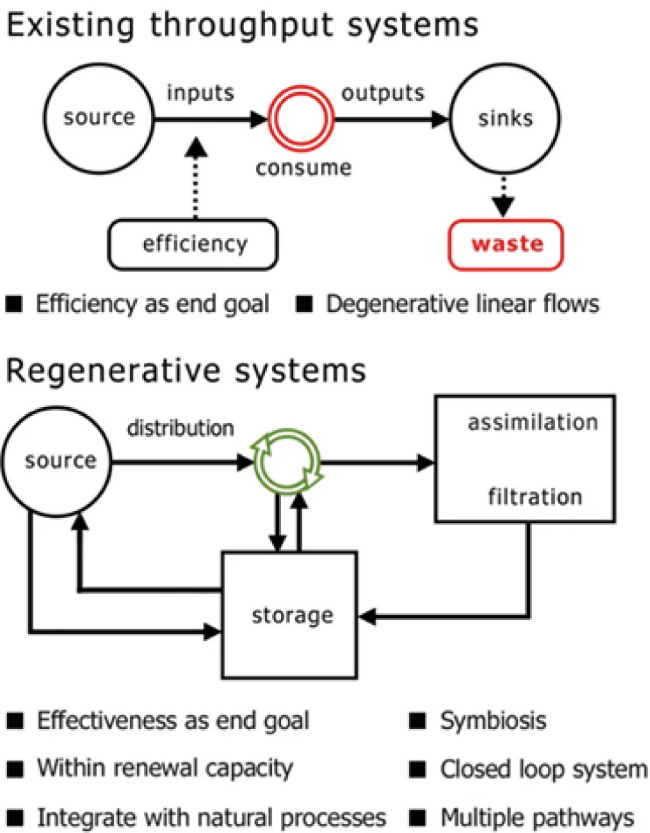 Existing throughput systems
source
inputs
outputs
sinks
consume
efficiency
waste
■ Efficiency as end goal ■ Degenerative linear flows
Regenerative systems
source
distribution
assimilation
filtration
storage
■ Effectiveness as end goal ■ Symbiosis
■ Within renewal capacity ■ Closed loop system
■ Integrate with natural processes ■ Multiple pathways